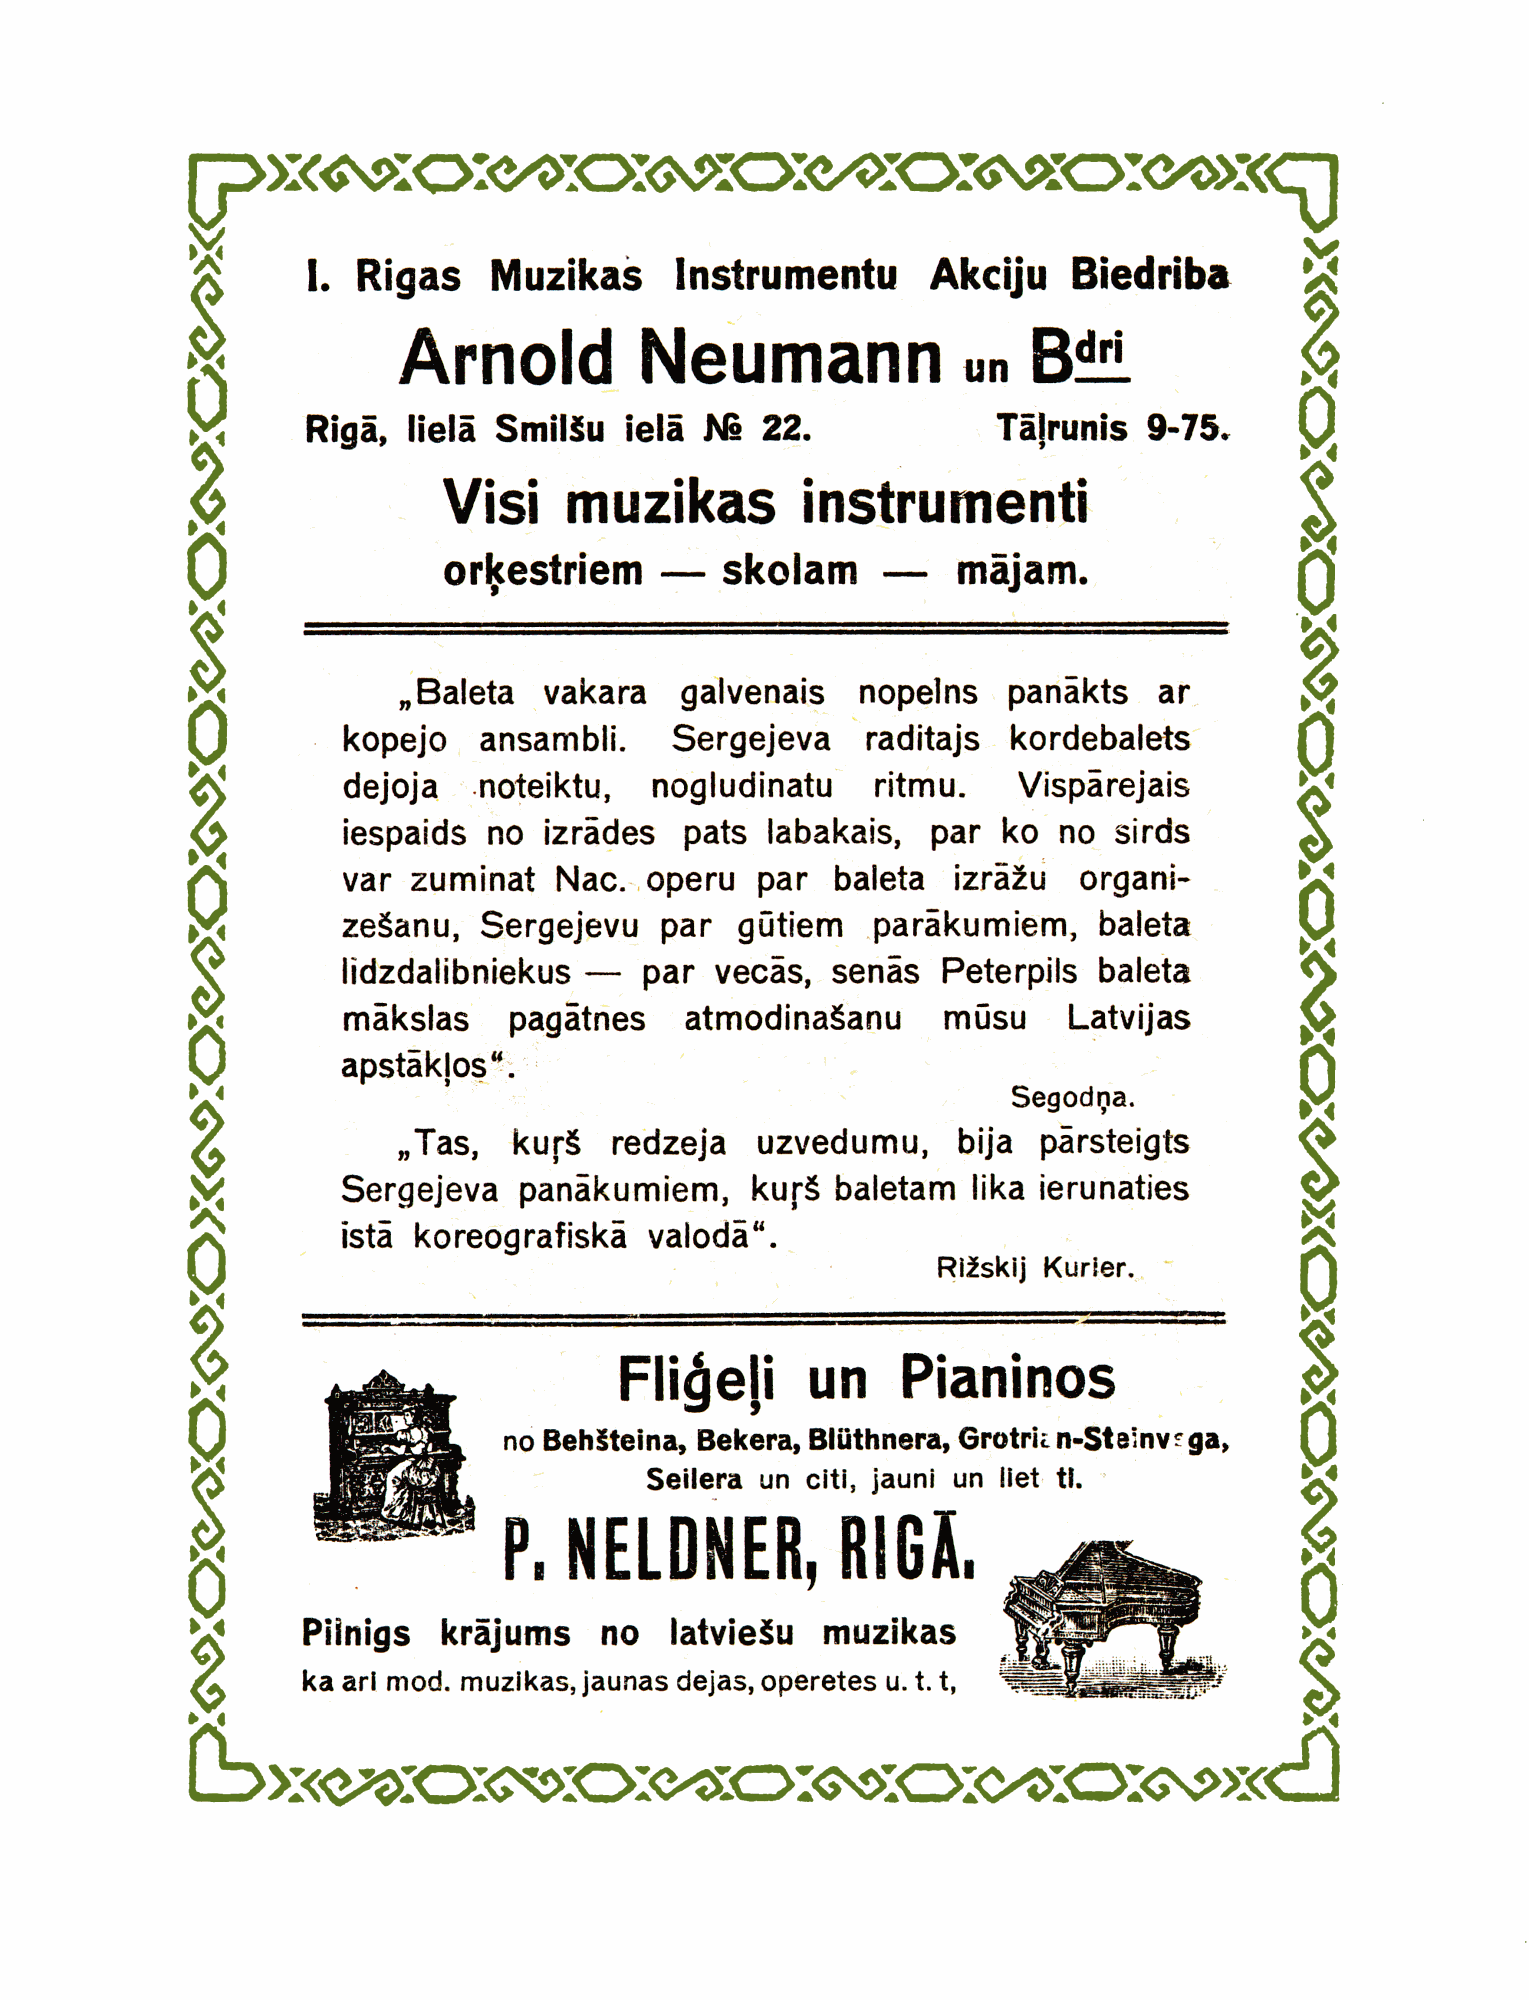 I. Rigas Muzikas Instrumentu Akciju Biedriba
Arnold Neumann un Bdri
Rigā, lielā Smilšu ielā № 22. Tāļrunis 9-75.
Visi muzikas instrumenti
orķestriem — skolam — mājam.
„Baleta vakara galvenais nopelns panākts ar
kopejo ansambli. Sergejeva raditajs kordebalets
dejoja noteiktu, nogludinatu ritmu. Vispārejais
iespaids no izrādes pats labakais, par ko no sirds
var zuminat Nac. operu par baleta izrāžu organi-
zešanu, Sergejevu par gūtiem parākumiem, baleta
lidzdalibniekus — par vecās, senās Peterpils baleta
mākslas pagātnes atmodinašanu mūsu Latvijas
apstākļos“.
Segodņa.
„Tas, kuŗš redzeja uzvedumu, bija pārsteigts
Sergejeva panākumiem, kuŗš baletam lika ierunaties
istā koreografiskā valodā“.
Rižskij Kurier.
Fliģeļi un Pianinos
no Behšteina, Bekera, Blüthnera,
Seilera un citi, jauni un
P. NELDNER, RIGĀ.
Pilnigs krājums no latviešu muzikas
ka ari mod. muzikas, jaunas dejas, operetes u. t. t,